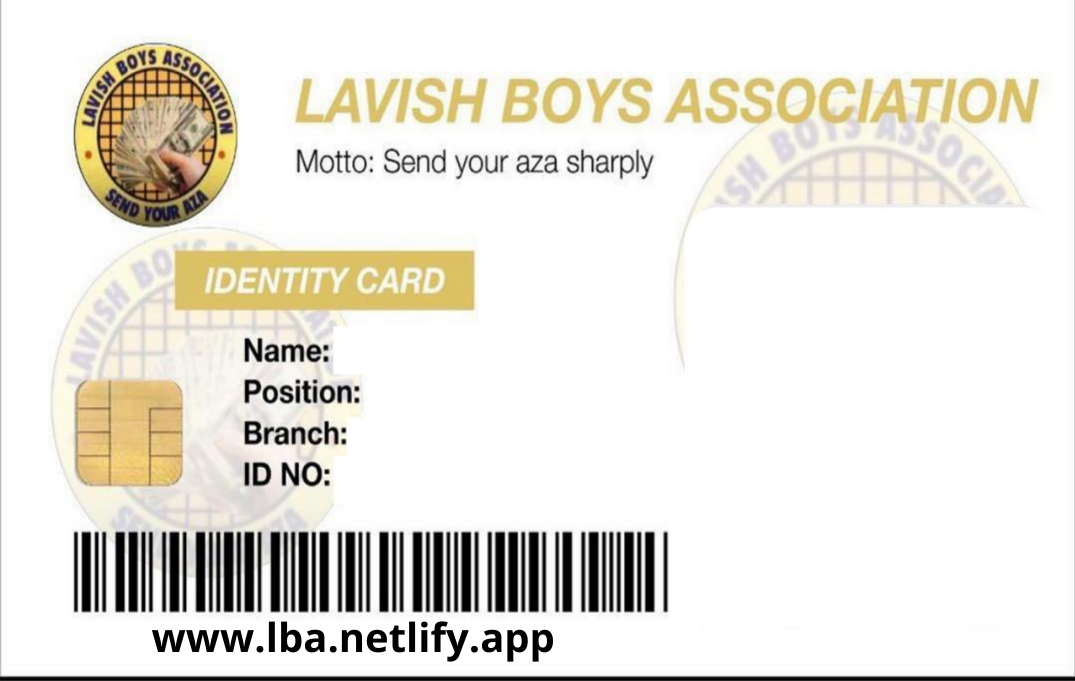 LAVISH BOYS ASSOCIATION
SEND YOUR AZA
LAVISH BOYS ASSOCIATION
Motto: Send your aza sharply
IDENTITY CARD
Name:
Position:
Branch:
ID NO:
www.lba.netlify.app